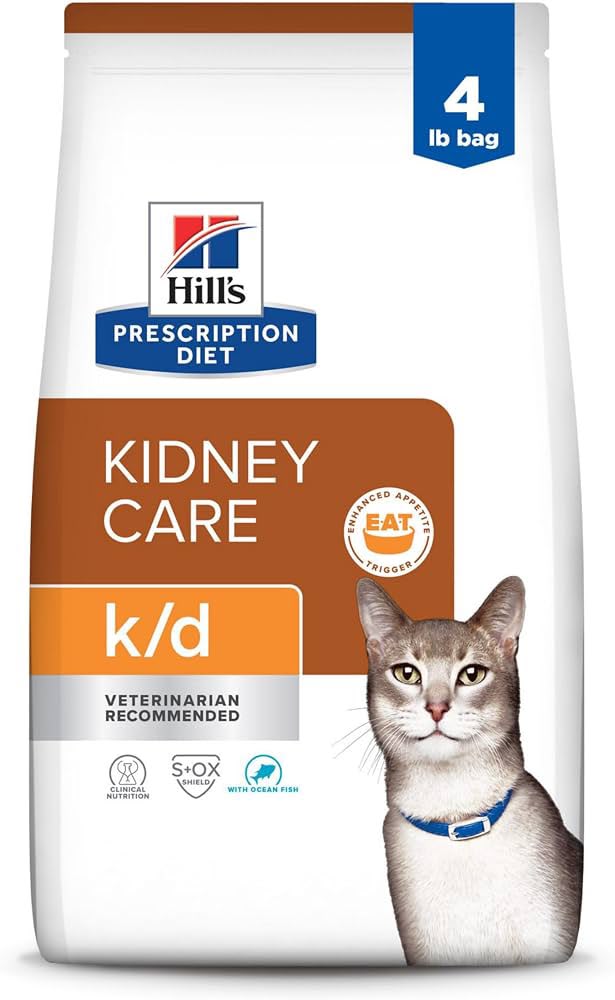 4
lb bag
Hill's
PRESCRIPTION
DIET
KIDNEY
CARE
ENHANCED APPETITE
EAT
TRIGGER
k/d
VETERINARIAN
RECOMMENDED
CLINICAL
NUTRITION
S+OX
SHIELD
WITH OCEAN FISH